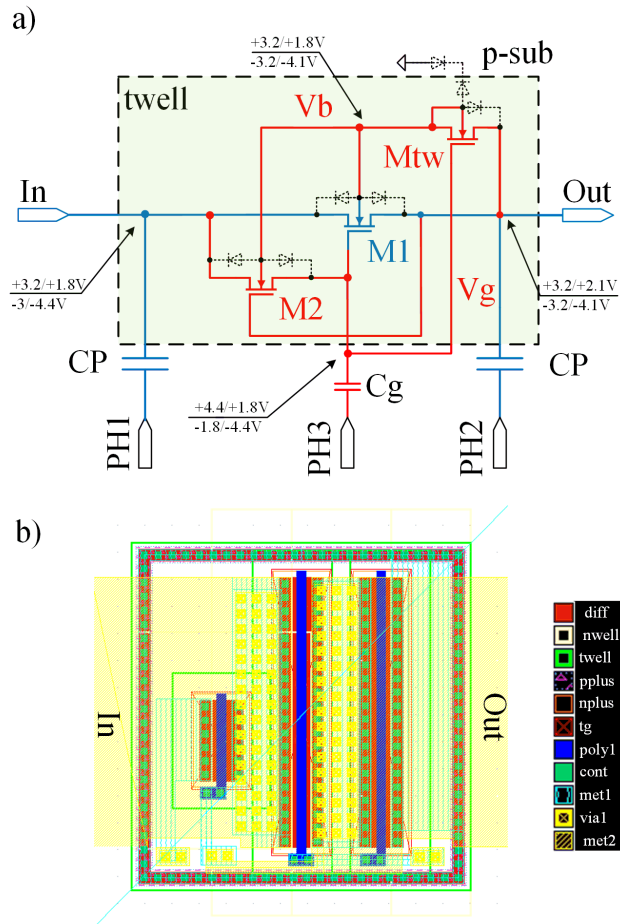 a)
+3.2/+1.8V
-3.2/-4.1V
p-sub
twell
Vb
Mtw
In
Out
M1
+3.2/+1.8V
-3/-4.4V
M2
Vg
+3.2/+2.1V
-3.2/-4.1V
CP
CP
+4.4/+1.8V
-1.8/-4.4V
Cg
PH1
PH3
PH2
b)
In
Out
diff
nwell
twell
pplus
nplus
tg
poly1
cont
met1
via1
met2